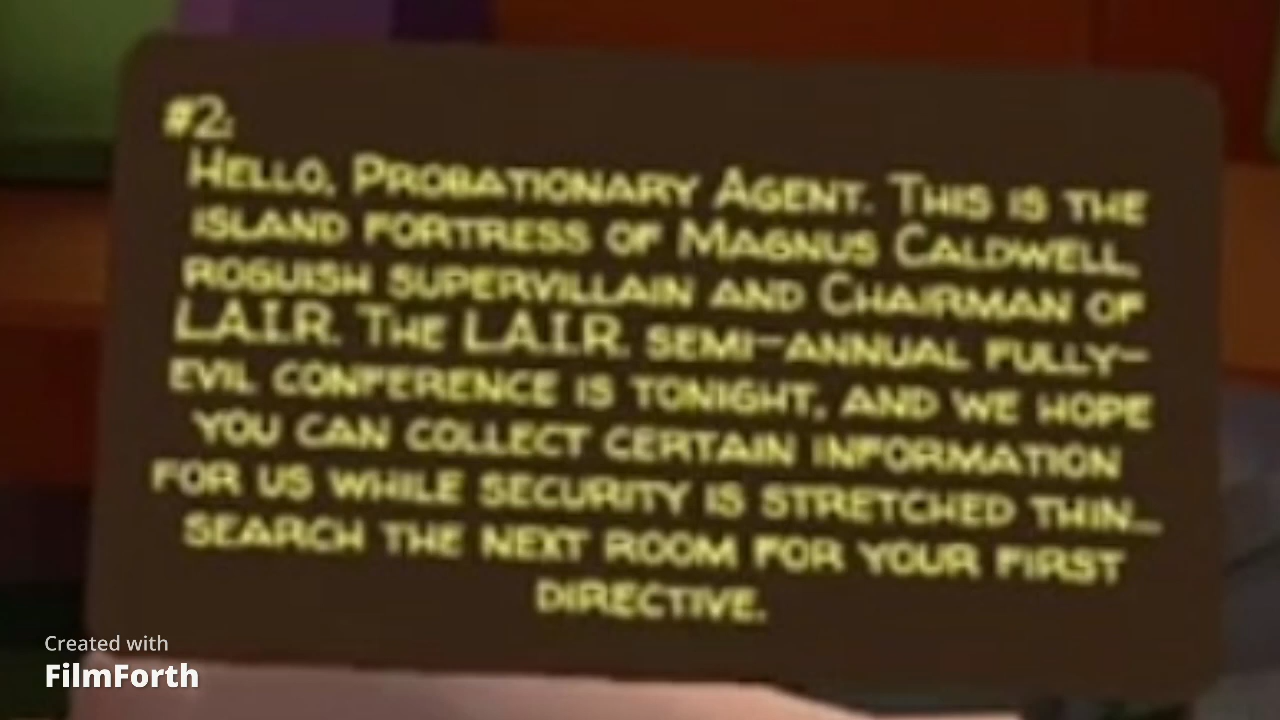 #2:
HELLO, PROBATIONARY AGENT. THIS IS THE
ISLAND FORTRESS OF MAGNUS CALDWELL,
ROGUISH SUPERVILLAIN AND CHAIRMAN OF
L.A.I.R. THE L.A.I.R. SEMI-ANNUAL FULLY-
EVIL CONFERENCE IS TONIGHT, AND WE HOPE
YOU CAN COLLECT CERTAIN INFORMATION
FOR US WHILE SECURITY IS STRETCHED THIN...
SEARCH THE NEXT ROOM FOR YOUR FIRST
DIRECTIVE.
Created with
FilmForth